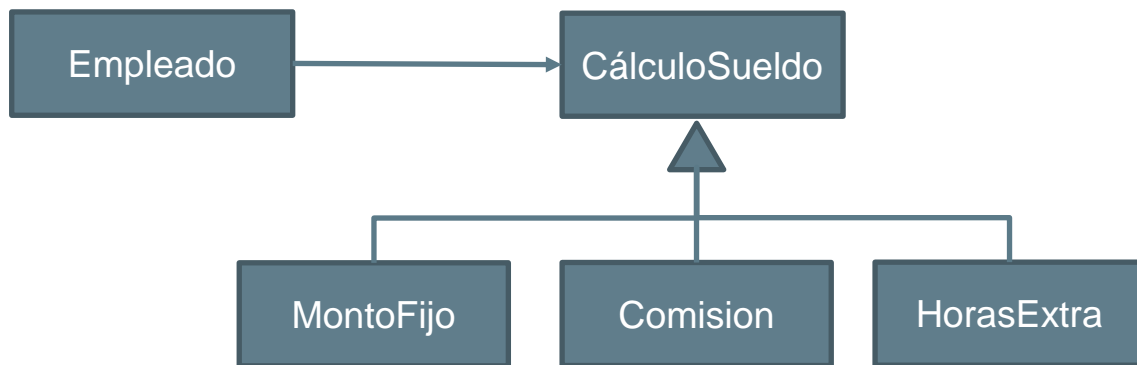 Empleado
CálculoSueldo
MontoFijo
Comision
HorasExtra